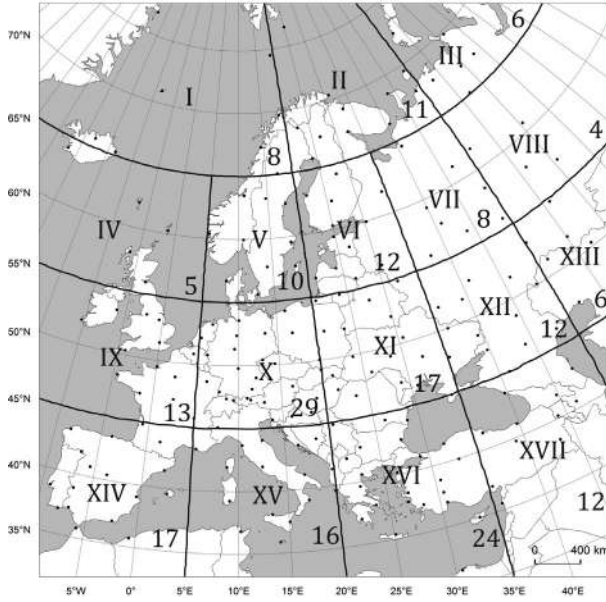 70°N
6
III
II
I
11
65°N
4
8
VIII
60°N
VII
IV
8
V
VI
XIII
55°N
12
5
10
6
XII
50°N
12
IX
XI
X
17
45°N
13
29
XVII
40°N
XVI
XIV
XV
12
35°N
17
16
24
0 400 km
5°W 0° 5°E 10°E 15°E 20°E 25°E 30°E 35°E 40°E